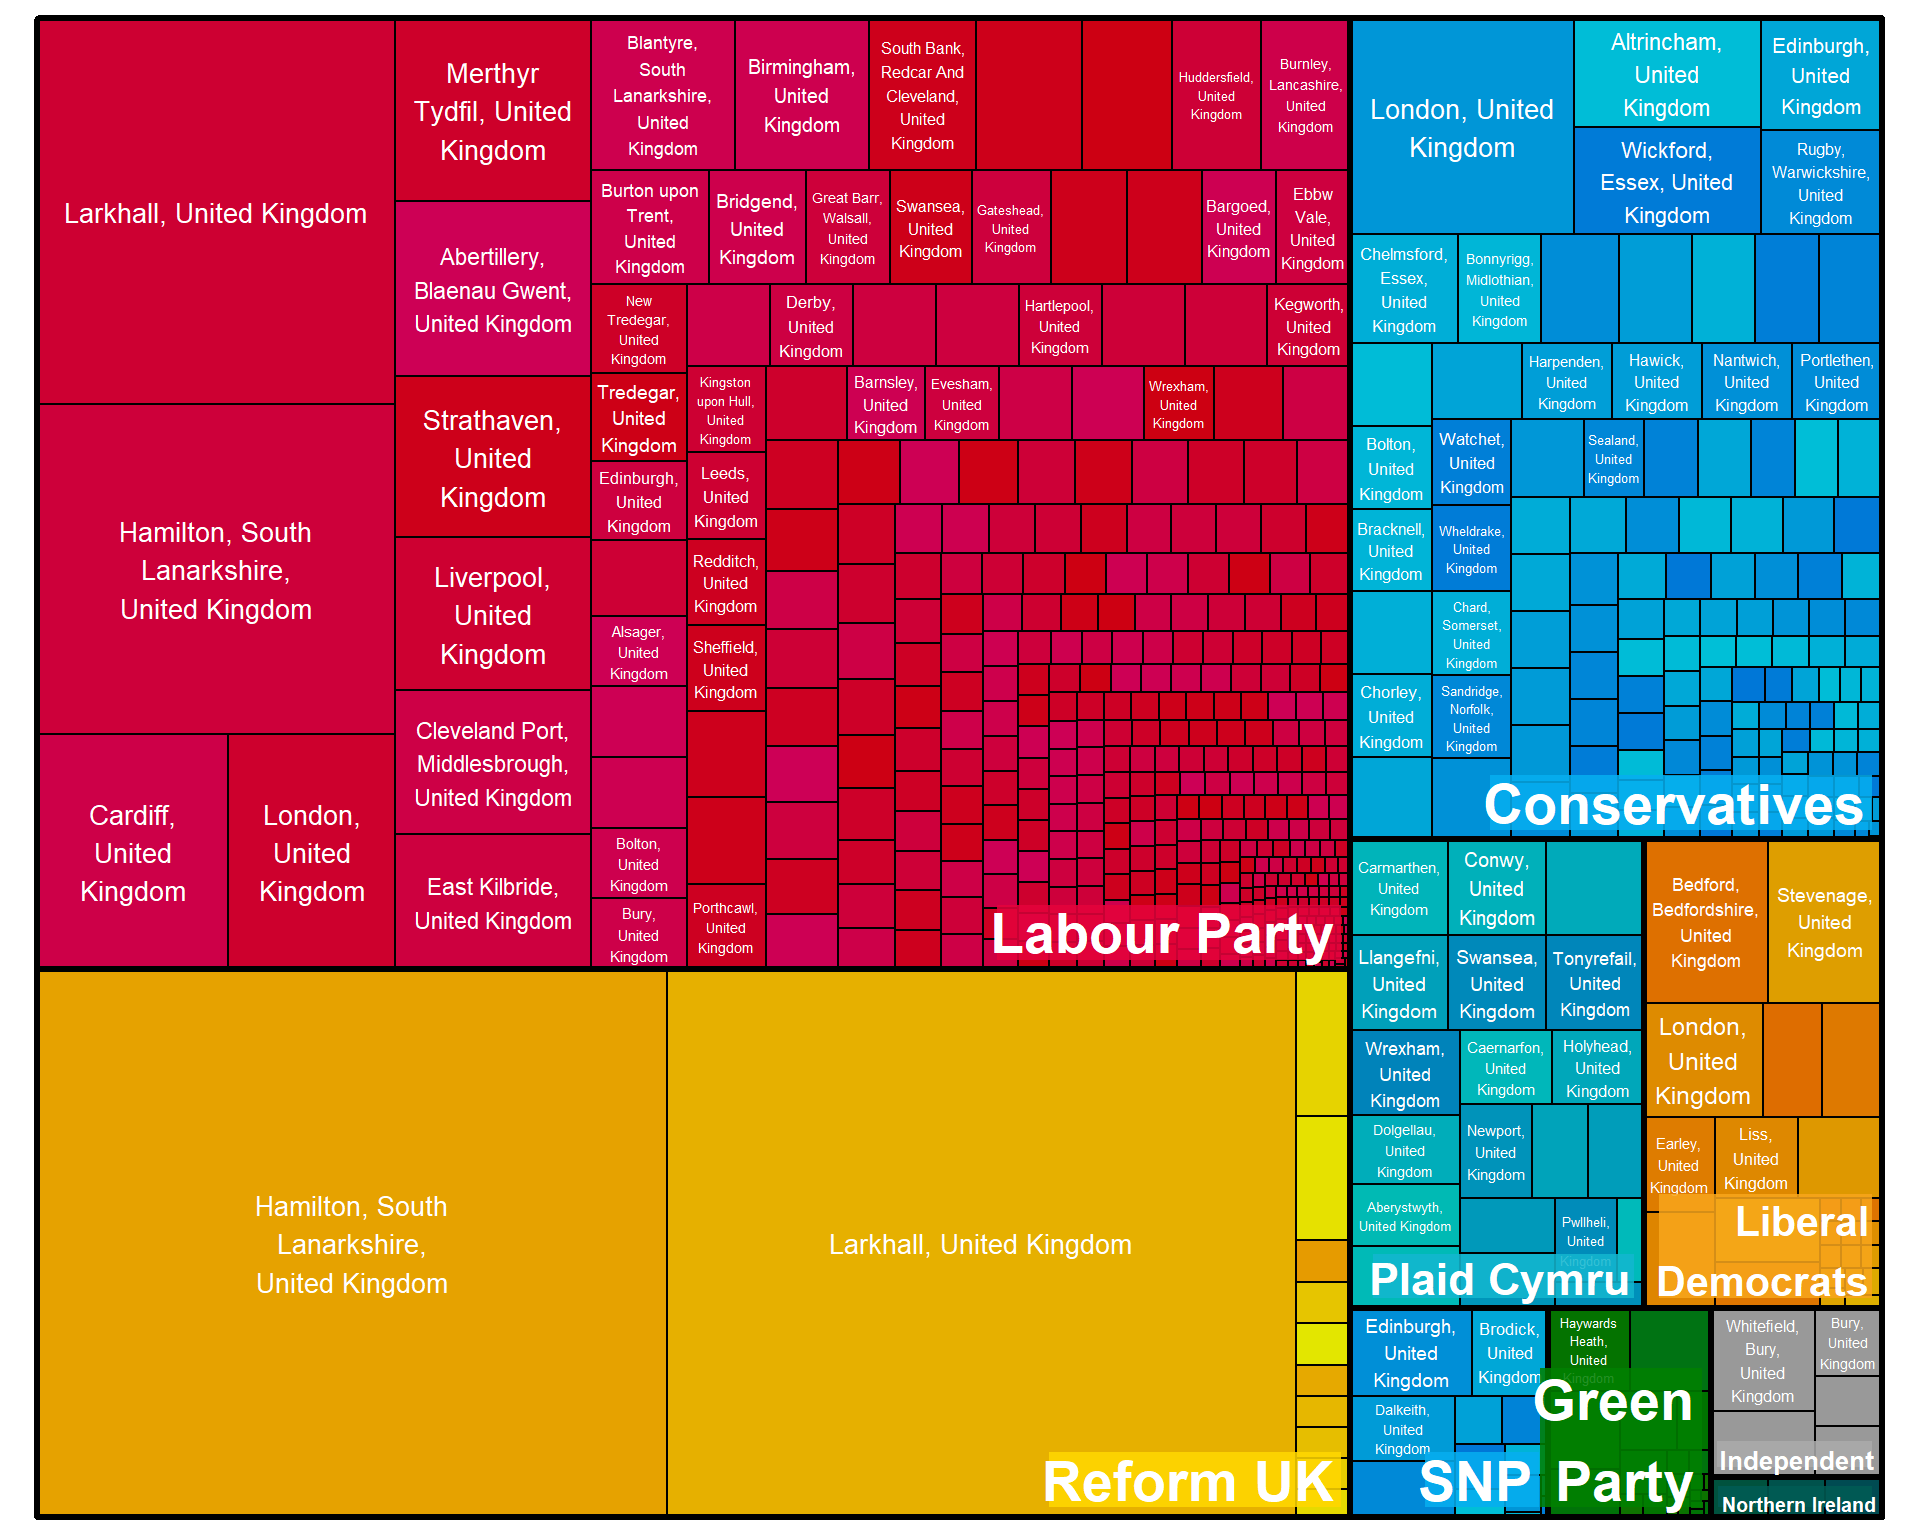 Larkhall, United Kingdom
Hamilton, South
Lanarkshire,
United Kingdom
Cardiff,
United
Kingdom
London,
United
Kingdom
Merthyr
Tydfil, United
Kingdom
Abertillery,
Blaenau Gwent,
United Kingdom
Strathaven,
United
Kingdom
Liverpool,
United
Kingdom
Cleveland Port,
Middlesbrough,
United Kingdom
East Kilbride,
United Kingdom
Blantyre,
South
Lanarkshire,
United
Kingdom
Birmingham,
United
Kingdom
South Bank,
Redcar And
Cleveland,
United
Kingdom
Huddersfield,
United
Kingdom
Burnley,
Lancashire,
United
Kingdom
Burton upon
Trent,
United
Kingdom
Bridgend,
United
Kingdom
Great Barr,
Walsall,
United
Kingdom
Swansea,
United
Kingdom
Gateshead,
United
Kingdom
Bargoed,
United
Kingdom
Ebbw
Vale,
United
Kingdom
New
Tredegar,
United
Kingdom
Derby,
United
Kingdom
Hartlepool,
United
Kingdom
Kegworth,
United
Kingdom
Tredegar,
United
Kingdom
Kingston
upon Hull,
United
Kingdom
Barnsley,
United
Kingdom
Evesham,
United
Kingdom
Wrexham,
United
Kingdom
Edinburgh,
United
Kingdom
Leeds,
United
Kingdom
Redditch,
United
Kingdom
Alsager,
United
Kingdom
Sheffield,
United
Kingdom
Bolton,
United
Kingdom
Bury,
United
Kingdom
Porthcawl,
United
Kingdom
Labour Party
Hamilton, South
Lanarkshire,
United Kingdom
Larkhall, United Kingdom
Reform UK
London, United
Kingdom
Altrincham,
United
Kingdom
Edinburgh,
United
Kingdom
Wickford,
Essex, United
Kingdom
Rugby,
Warwickshire,
United
Kingdom
Chelmsford,
Essex,
United
Kingdom
Bonnyrigg,
Midlothian,
United
Kingdom
Harpenden,
United
Kingdom
Hawick,
United
Kingdom
Nantwich,
United
Kingdom
Portlethen,
United
Kingdom
Bolton,
United
Kingdom
Watchet,
United
Kingdom
Sealand,
United
Kingdom
Bracknell,
United
Kingdom
Wheldrake,
United
Kingdom
Chard,
Somerset,
United
Kingdom
Chorley,
United
Kingdom
Sandridge,
Norfolk,
United
Kingdom
Conservatives
Carmarthen,
United
Kingdom
Conwy,
United
Kingdom
Llangefni,
United
Kingdom
Swansea,
United
Kingdom
Tonyrefail,
United
Kingdom
Wrexham,
United
Kingdom
Caernarfon,
United
Kingdom
Holyhead,
United
Kingdom
Dolgellau,
United
Kingdom
Newport,
United
Kingdom
Aberystwyth,
United Kingdom
Pwllheli,
United
Kingdom
Plaid Cymru
Bedford,
Bedfordshire,
United
Kingdom
Stevenage,
United
Kingdom
London,
United
Kingdom
Earley,
United
Kingdom
Liss,
United
Kingdom
Liberal
Democrats
Edinburgh,
United
Kingdom
Brodick,
United
Kingdom
Dalkeith,
United
Kingdom
SNP
Haywards
Heath,
United
Kingdom
Green
Party
Whitefield,
Bury,
United
Kingdom
Bury,
United
Kingdom
Independent
Northern Ireland